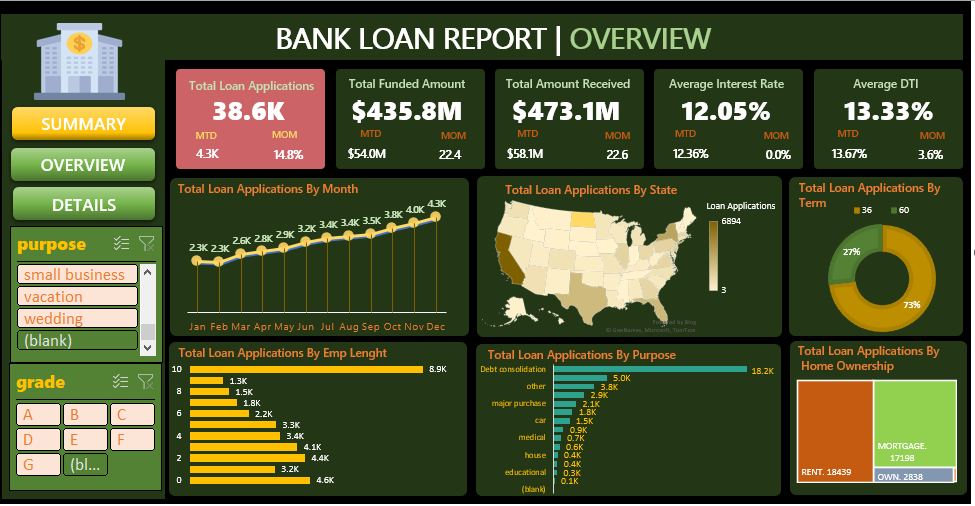 BANK LOAN REPORT | OVERVIEW
SUMMARY
OVERVIEW
DETAILS
purpose
small business
vacation
wedding
(blank)
grade
A B C
D E F
G (bl...
Total Loan Applications
38.6K
MTD MOM
4.3K 14.8%
Total Funded Amount
$435.8M
MTD MOM
$54.0M 22.4
Total Amount Received
$473.1M
MTD MOM
$58.1M 22.6
Average Interest Rate
12.05%
MTD MOM
12.36% 0.0%
Average DTI
13.33%
MTD MOM
13.67% 3.6%
Total Loan Applications By Month
2.3K 2.3K 2.6K 2.8K 2.9K 3.2K 3.4K 3.4K 3.5K 3.8K 4.0K 4.3K
Jan Feb Mar Apr May Jun Jul Aug Sep Oct Nov Dec
Total Loan Applications By State
Loan Applications
6894
3
Powered by Bing
© GeoNames, Microsoft, TomTom
Total Loan Applications By
Term
36 60
27%
73%
Total Loan Applications By Emp Lenght
10 8.9K
1.3K
8 1.5K
1.8K
6 2.2K
3.3K
4 3.4K
4.1K
2 4.4K
3.2K
0 4.6K
Total Loan Applications By Purpose
Debt consolidation 18.2K
5.0K
other 3.8K
2.9K
major purchase 2.1K
1.8K
car 1.5K
0.9K
medical 0.7K
0.6K
house 0.4K
0.4K
educational 0.3K
0.1K
(blank)
Total Loan Applications By
Home Ownership
RENT. 18439
MORTGAGE.
17198
OWN. 2838